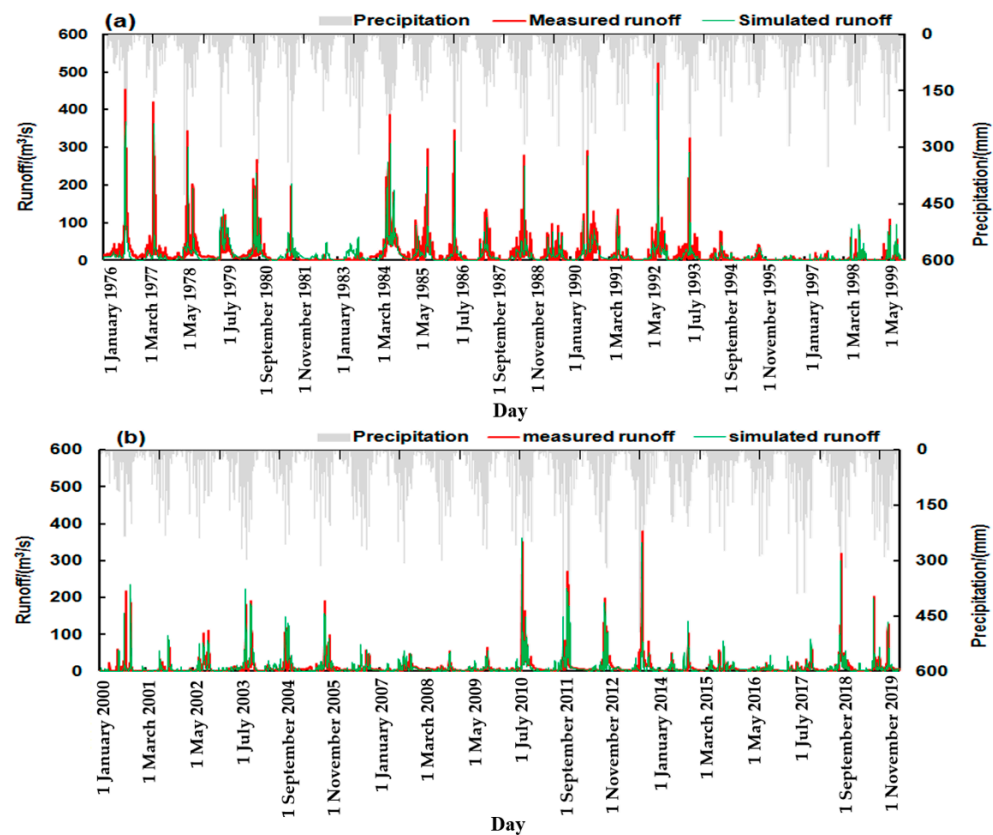 (a)
Precipitation Measured runoff Simulated runoff
600
500
400
300
200
100
0
Runoff/(m³/s)
0
150
300
450
600
Precipitation/(mm)
1 January 1976
1 March 1977
1 May 1978
1 July 1979
1 September 1980
1 November 1981
1 January 1983
1 March 1984
1 May 1985
1 July 1986
1 September 1987
1 November 1988
1 January 1990
1 March 1991
1 May 1992
1 July 1993
1 September 1994
1 November 1995
1 January 1997
1 March 1998
1 May 1999
Day
(b)
Precipitation measured runoff simulated runoff
600
500
400
300
200
100
0
Runoff/(m³/s)
0
150
300
450
600
Precipitation/(mm)
1 January 2000
1 March 2001
1 May 2002
1 July 2003
1 September 2004
1 November 2005
1 January 2007
1 March 2008
1 May 2009
1 July 2010
1 September 2011
1 November 2012
1 January 2014
1 March 2015
1 May 2016
1 July 2017
1 September 2018
1 November 2019
Day